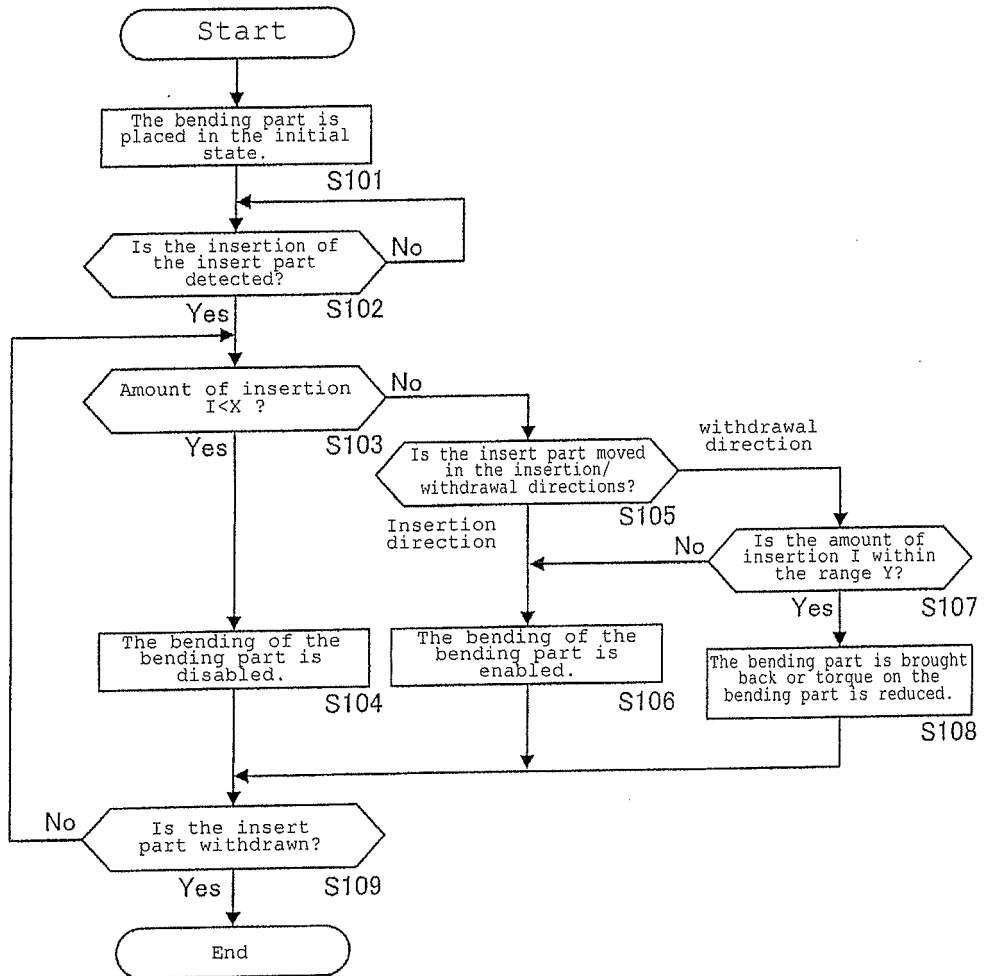 Start
The bending part is
placed in the initial
state.
S101
Is the insertion of
the insert part
detected?
No
S102
Yes
Amount of insertion
I<X ?
No
S103
Yes
Is the insert part moved
in the insertion/
withdrawal directions?
withdrawal
direction
S105
Insertion
direction
Is the amount of
insertion I within
the range Y?
No
S107
Yes
The bending of the
bending part is
disabled.
S104
The bending of the
bending part is
enabled.
S106
The bending part is brought
back or torque on the
bending part is reduced.
S108
Is the insert
part withdrawn?
No
S109
Yes
End